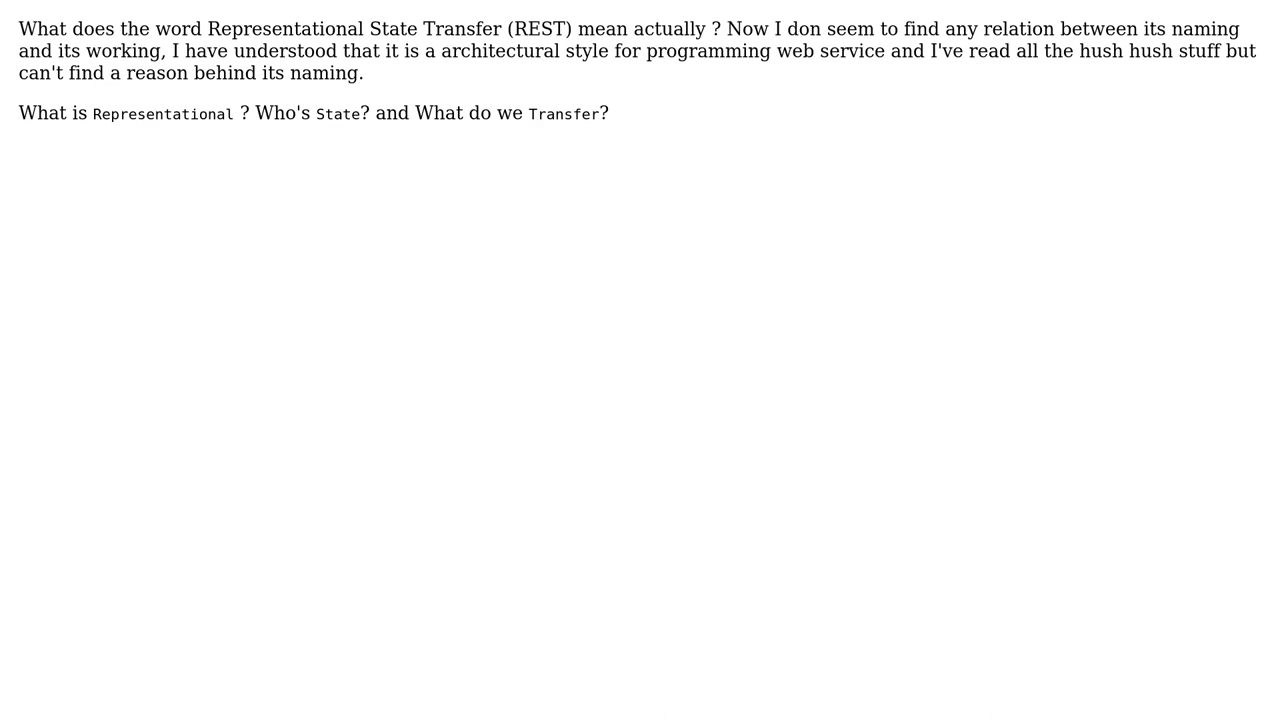 What does the word Representational State Transfer (REST) mean actually ? Now I don seem to find any relation between its naming
and its working, I have understood that it is a architectural style for programming web service and I've read all the hush hush stuff but
can't find a reason behind its naming.
What is Representational ? Who's State? and What do we Transfer?